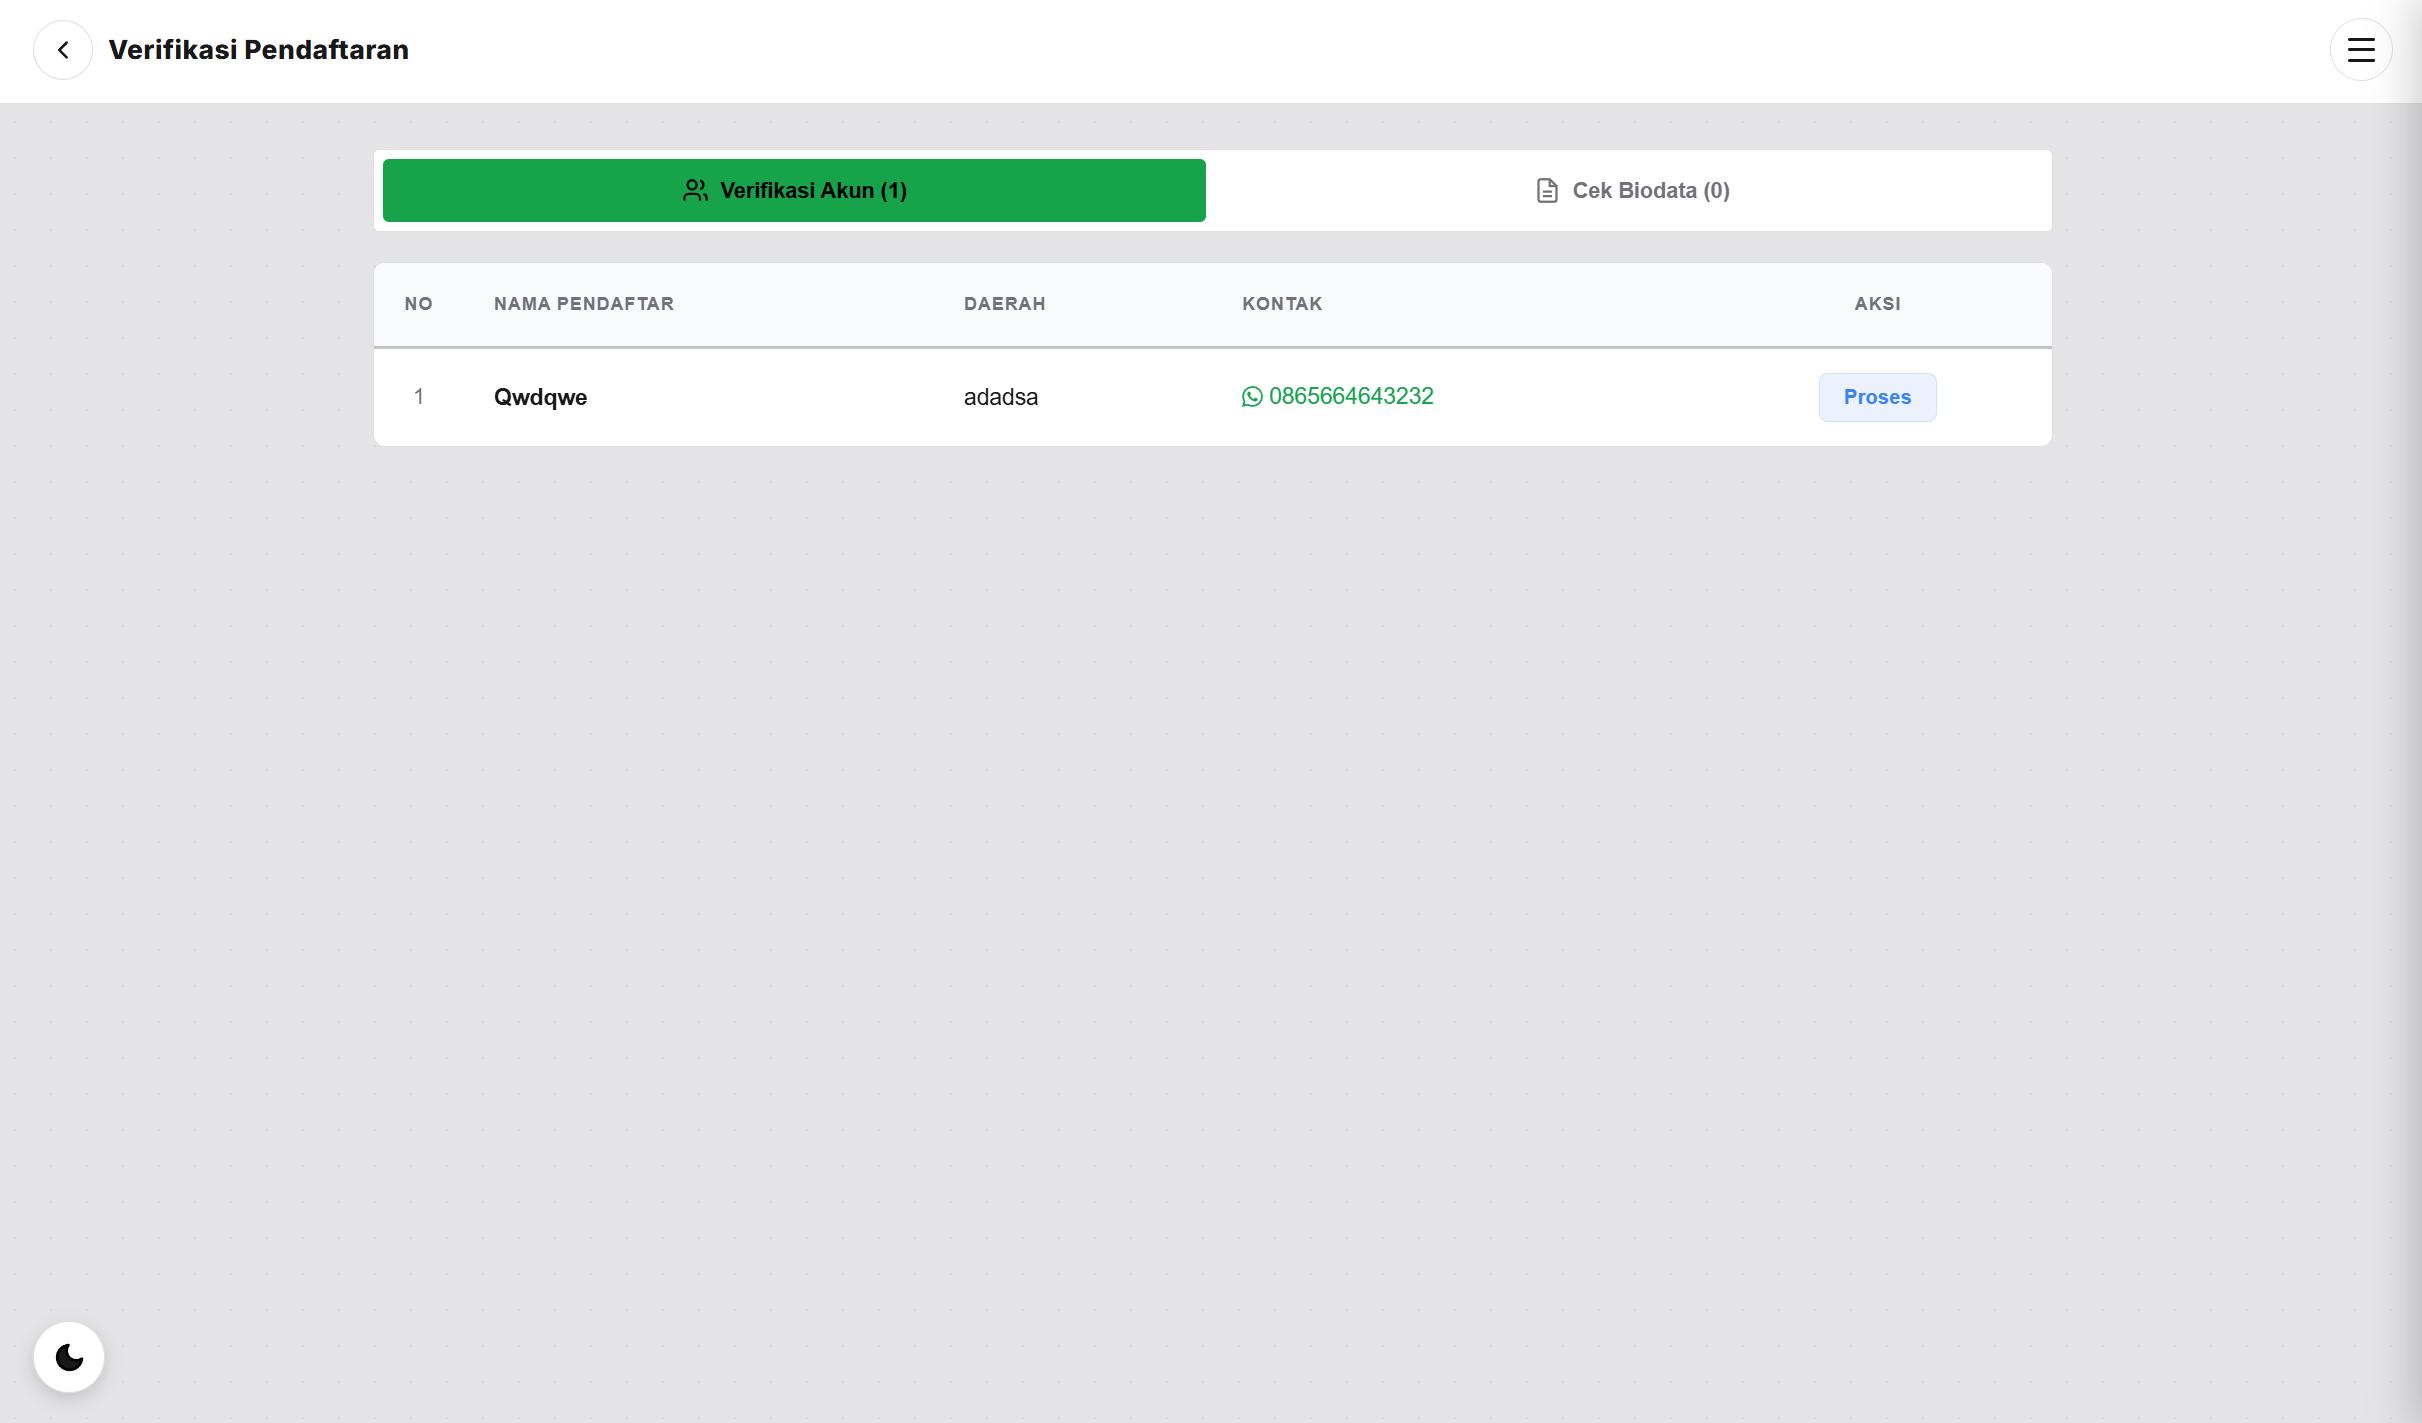 Verifikasi Pendaftaran
Verifikasi Akun (1)
Cek Biodata (0)
NO NAMA PENDAFTAR DAERAH KONTAK AKSI
1 Qwdqwe adadsa 0865664643232 Proses